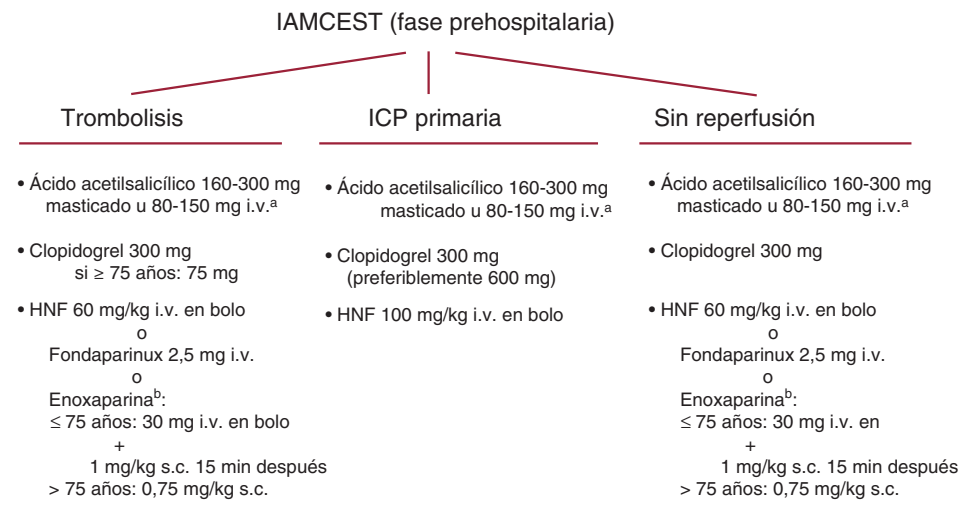 IAMCEST (fase prehospitalaria)
Trombolisis
• Ácido acetilsalicílico 160-300 mg
masticado u 80-150 mg i.v.a
• Clopidogrel 300 mg
si ≥ 75 años: 75 mg
• HNF 60 mg/kg i.v. en bolo
o
Fondaparinux 2,5 mg i.v.
o
Enoxaparinab:
≤ 75 años: 30 mg i.v. en bolo
+
1 mg/kg s.c. 15 min después
> 75 años: 0,75 mg/kg s.c.
ICP primaria
• Ácido acetilsalicílico 160-300 mg
masticado u 80-150 mg i.v.a
• Clopidogrel 300 mg
(preferiblemente 600 mg)
• HNF 100 mg/kg i.v. en bolo
Sin reperfusión
• Ácido acetilsalicílico 160-300 mg
masticado u 80-150 mg i.v.a
• Clopidogrel 300 mg
• HNF 60 mg/kg i.v. en bolo
o
Fondaparinux 2,5 mg i.v.
o
Enoxaparinab:
≤ 75 años: 30 mg i.v. en
+
1 mg/kg s.c. 15 min después
> 75 años: 0,75 mg/kg s.c.